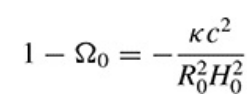 1 − Ω₀ = − κc² / R₀²H₀²